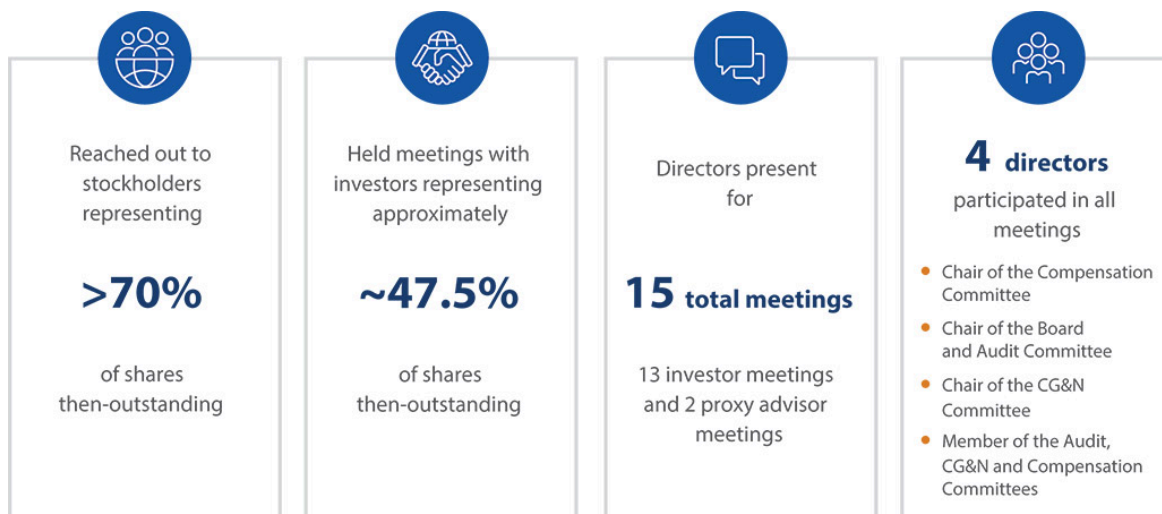 Reached out to
stockholders
representing
>70%
of shares
then-outstanding
Held meetings with
investors representing
approximately
~47.5%
of shares
then-outstanding
Directors present
for
15 total meetings
13 investor meetings
and 2 proxy advisor
meetings
4 directors
participated in all
meetings
• Chair of the Compensation
Committee
• Chair of the Board
and Audit Committee
• Chair of the CG&N
Committee
• Member of the Audit,
CG&N and Compensation
Committees